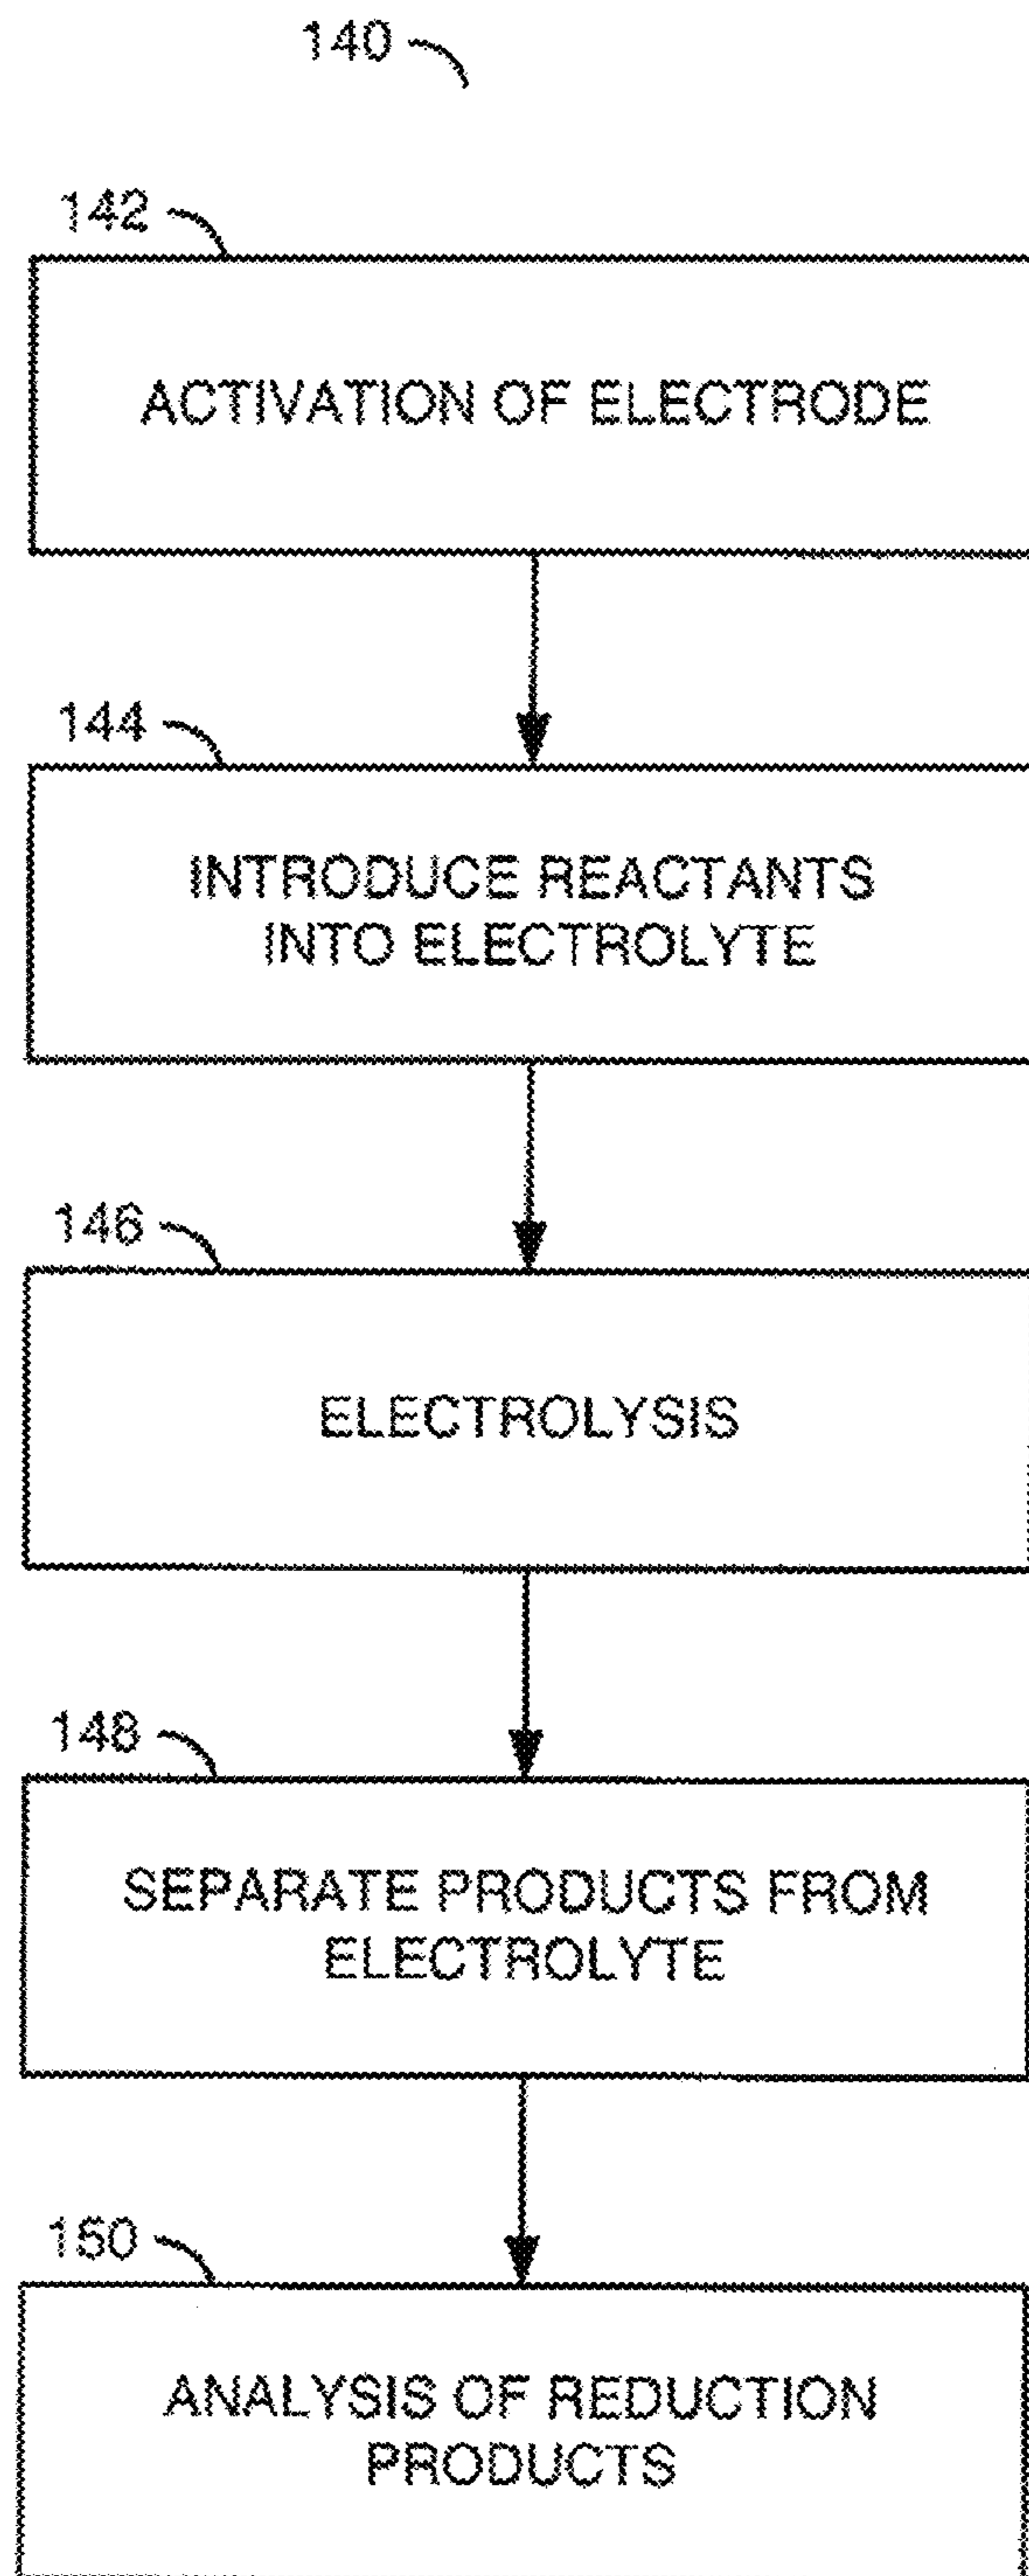 140
142
ACTIVATION OF ELECTRODE
144
INTRODUCE REACTANTS
INTO ELECTROLYTE
146
ELECTROLYSIS
148
SEPARATE PRODUCTS FROM
ELECTROLYTE
150
ANALYSIS OF REDUCTION
PRODUCTS